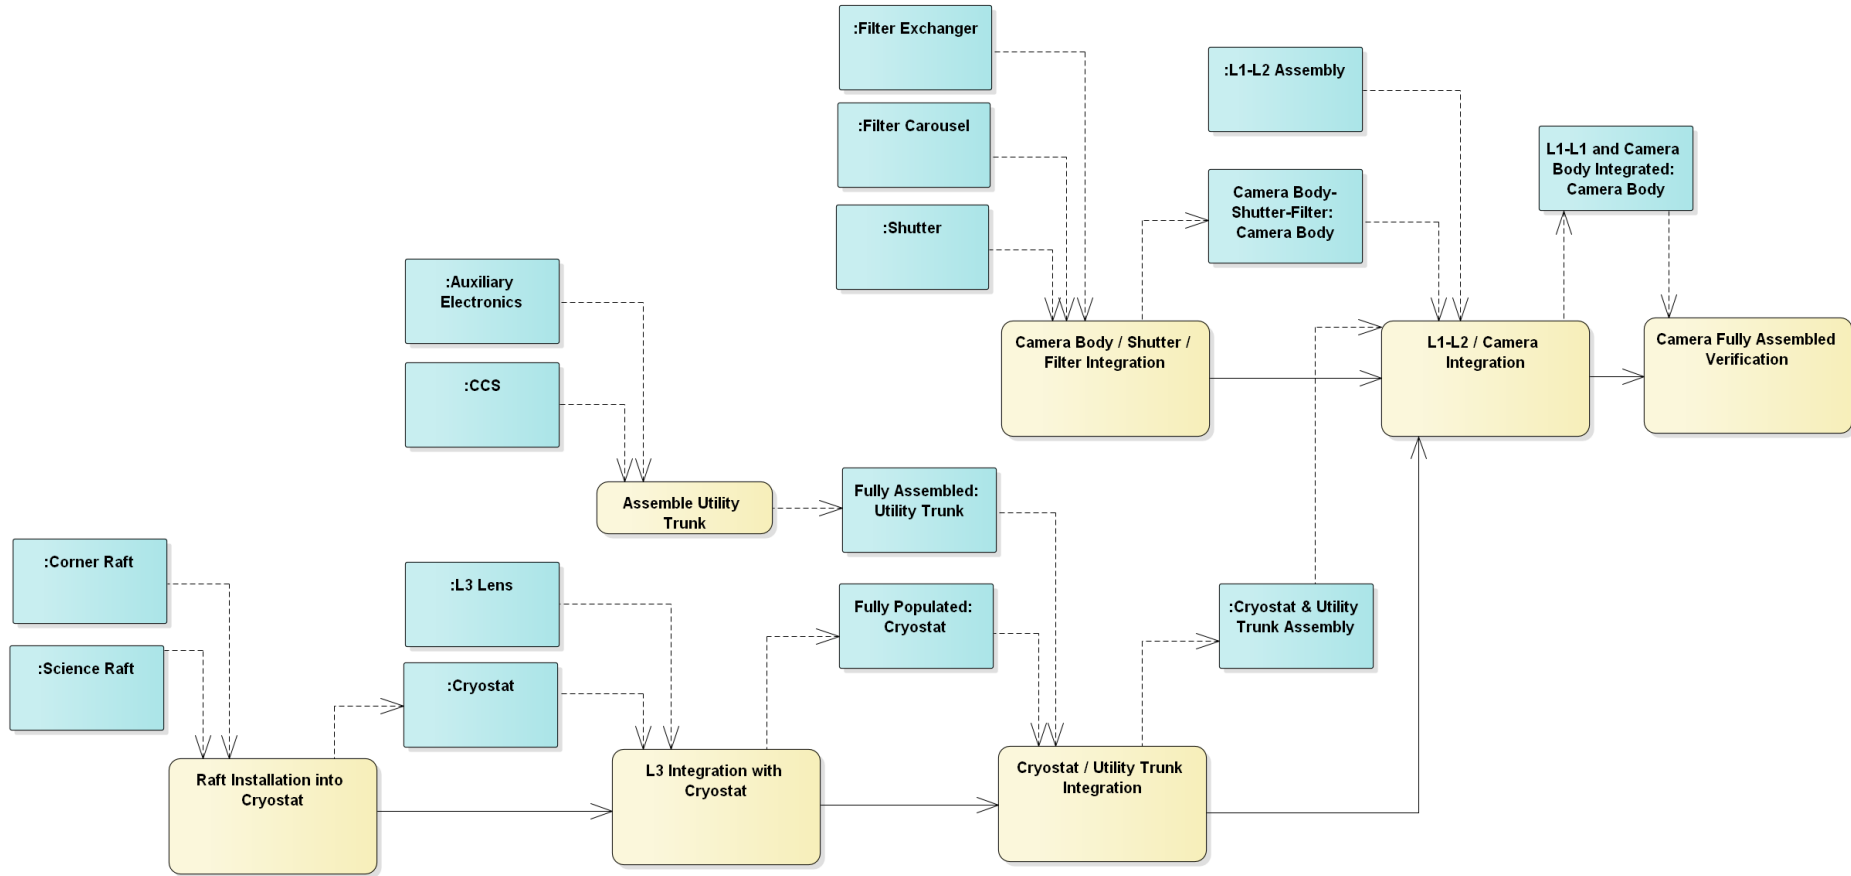 :Filter Exchanger
:L1-L2 Assembly
:Filter Carousel
L1-L1 and Camera
Body Integrated:
Camera Body
Camera Body-
Shutter-Filter:
Camera Body
:Shutter
:Auxiliary
Electronics
Camera Body / Shutter /
Filter Integration
L1-L2 / Camera
Integration
Camera Fully Assembled
Verification
:CCS
Assemble Utility
Trunk
Fully Assembled:
Utility Trunk
:Corner Raft
:L3 Lens
Fully Populated:
Cryostat
:Cryostat & Utility
Trunk Assembly
:Science Raft
:Cryostat
Raft Installation into
Cryostat
L3 Integration with
Cryostat
Cryostat / Utility Trunk
Integration